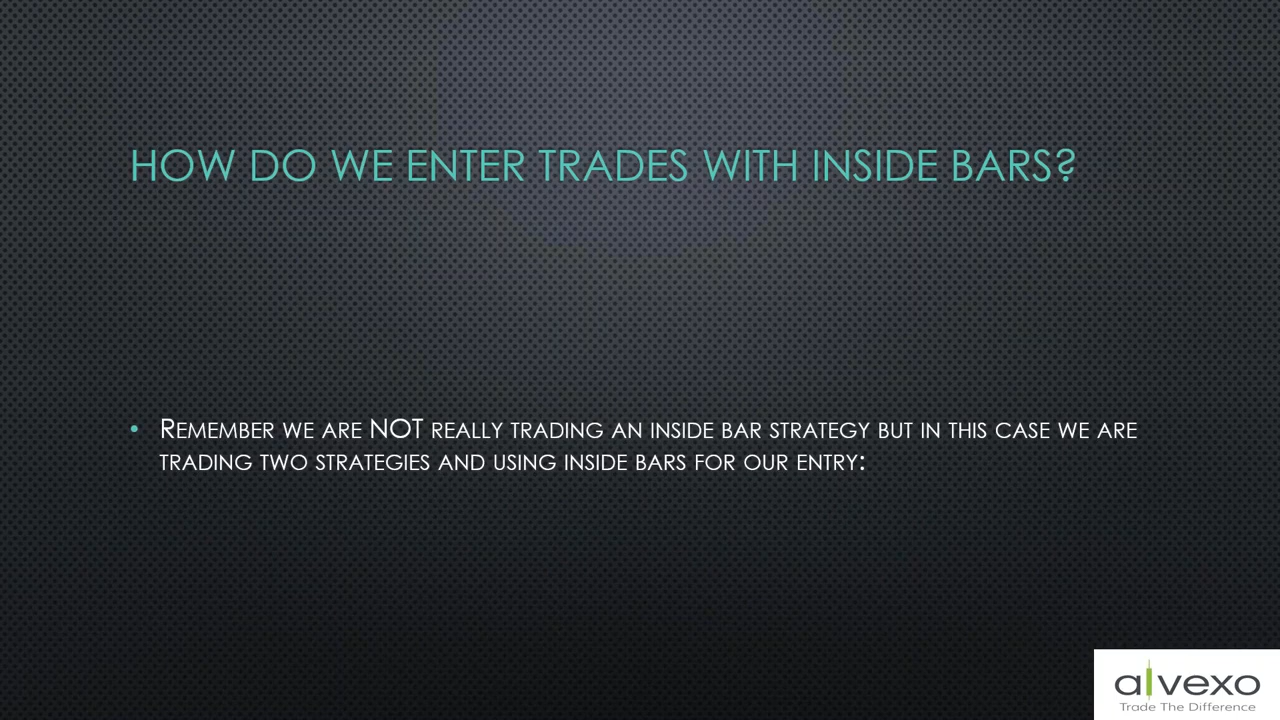 HOW DO WE ENTER TRADES WITH INSIDE BARS?
• REMEMBER WE ARE NOT REALLY TRADING AN INSIDE BAR STRATEGY BUT IN THIS CASE WE ARE
TRADING TWO STRATEGIES AND USING INSIDE BARS FOR OUR ENTRY:
alvexo
Trade The Difference